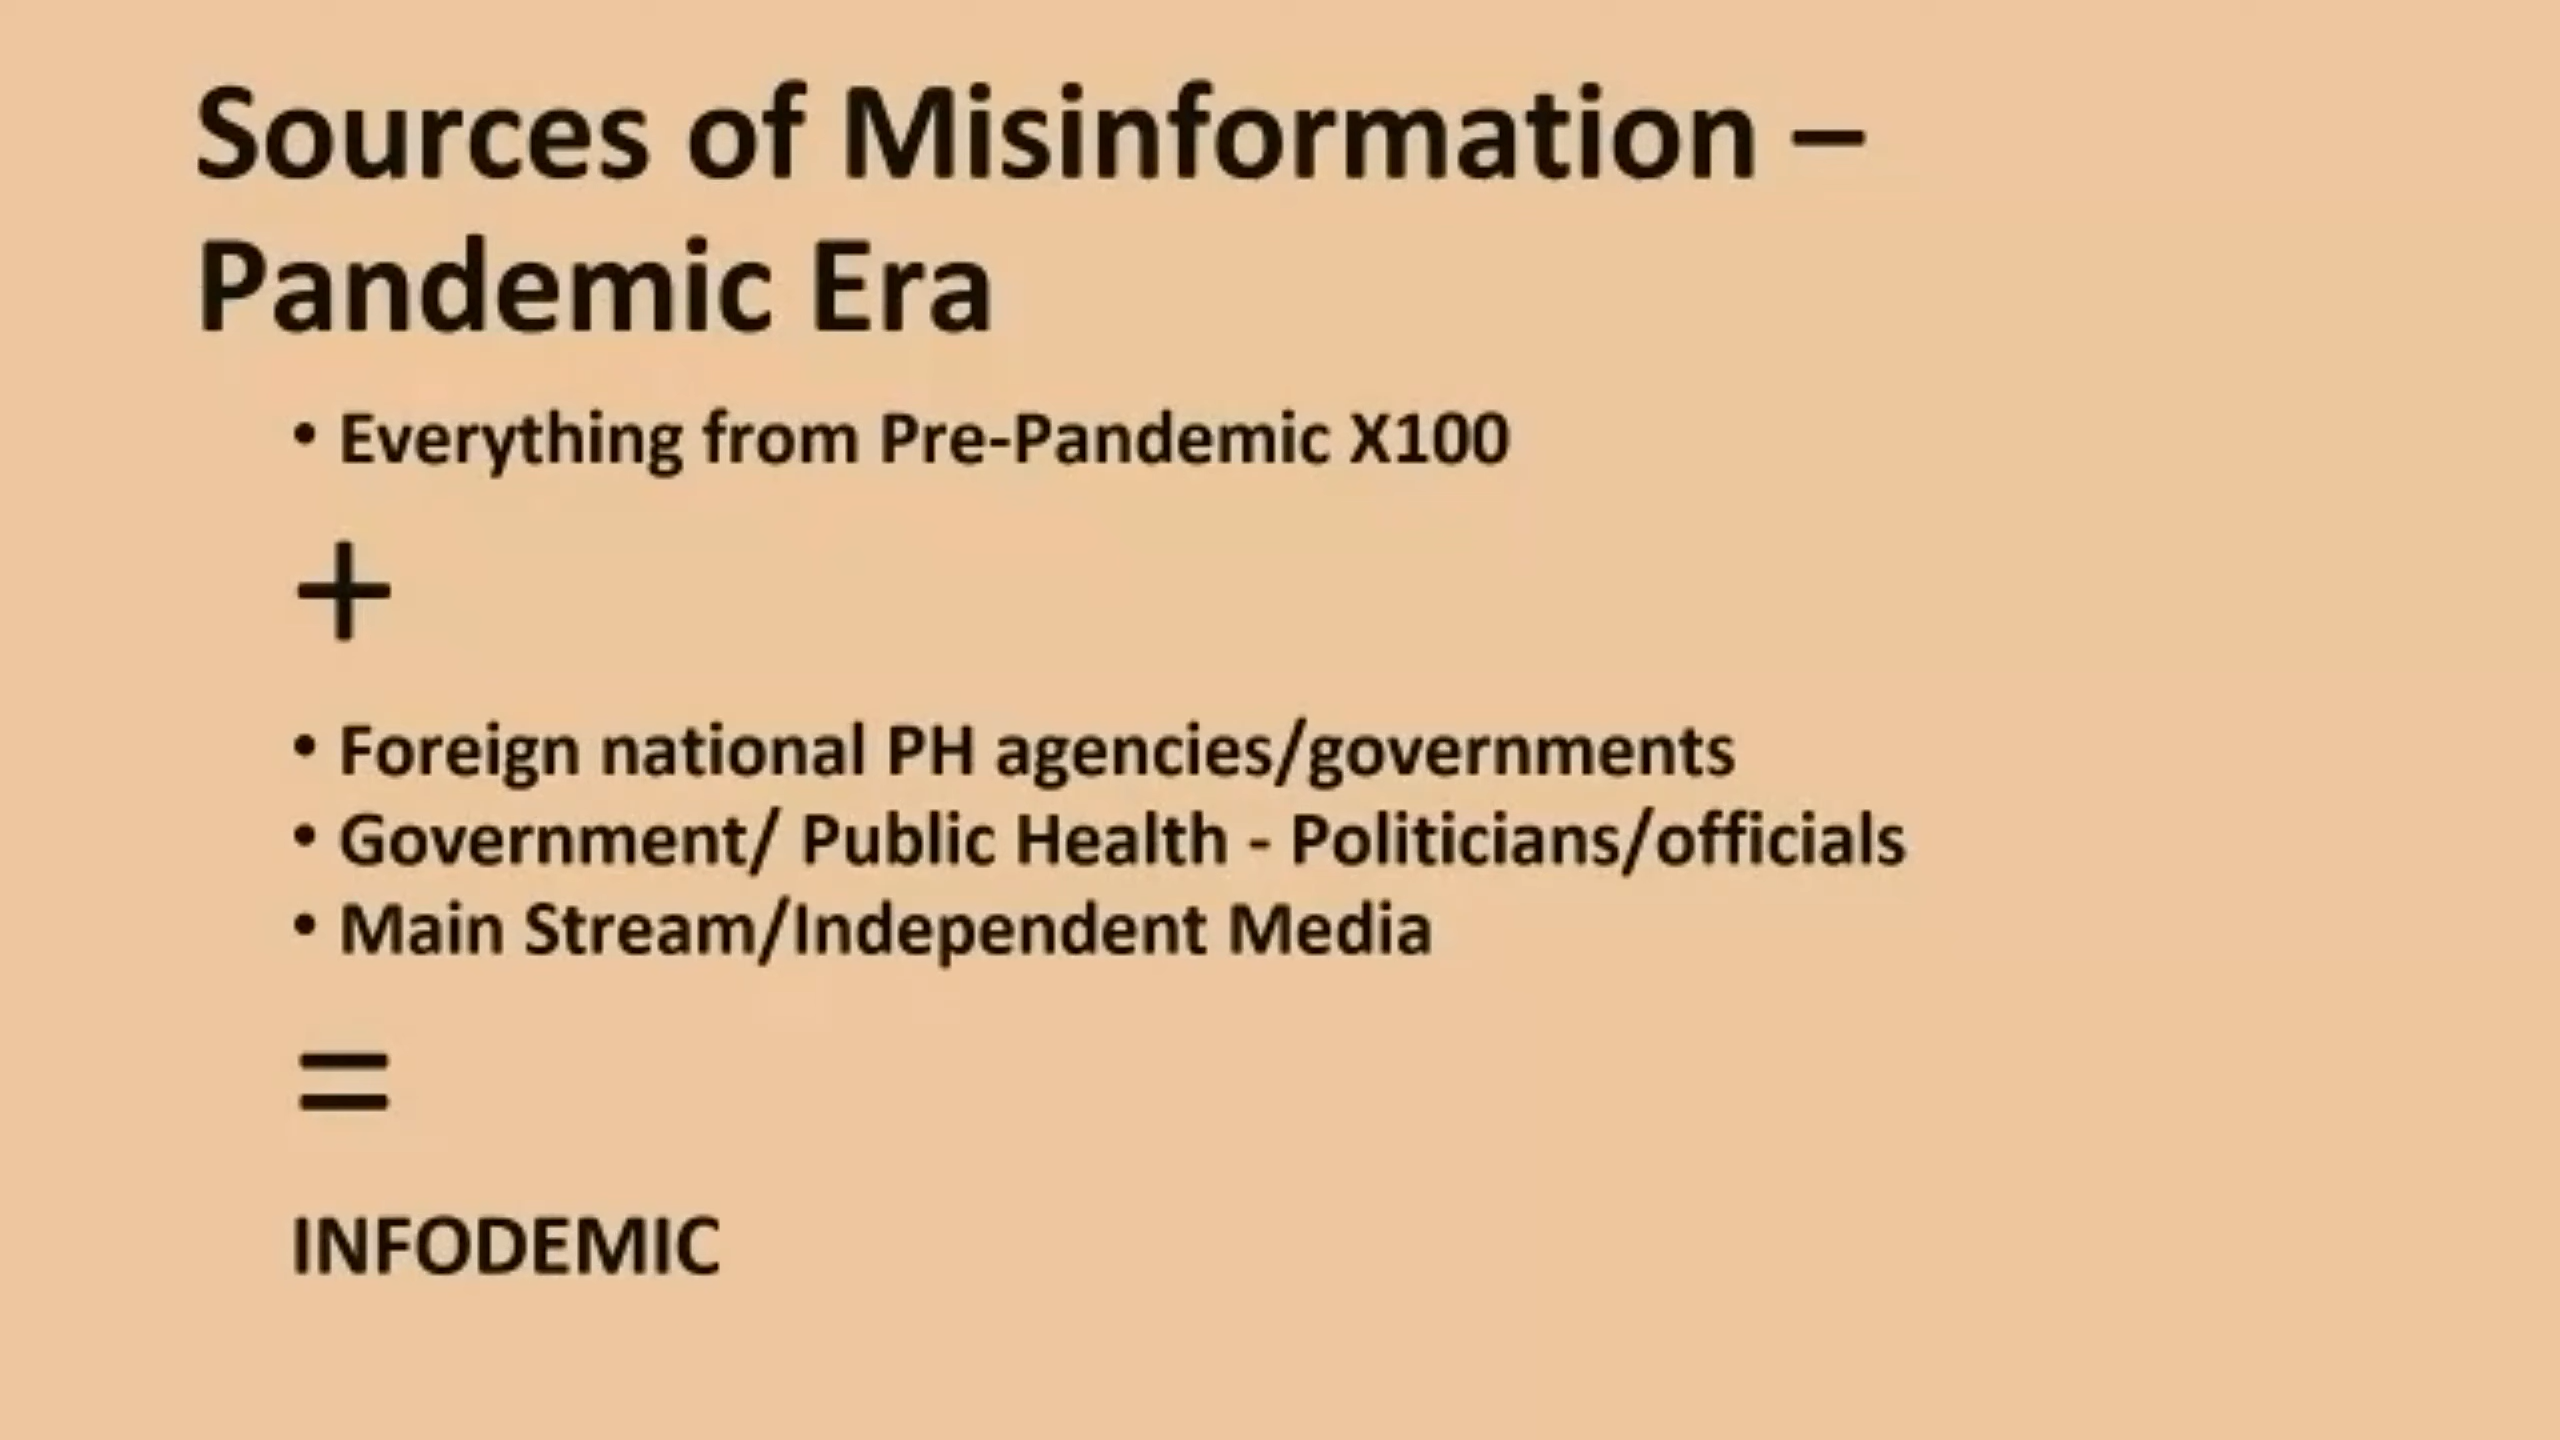 Sources of Misinformation –
Pandemic Era
• Everything from Pre-Pandemic X100
+
• Foreign national PH agencies/governments
• Government/ Public Health - Politicians/officials
• Main Stream/Independent Media
=
INFODEMIC